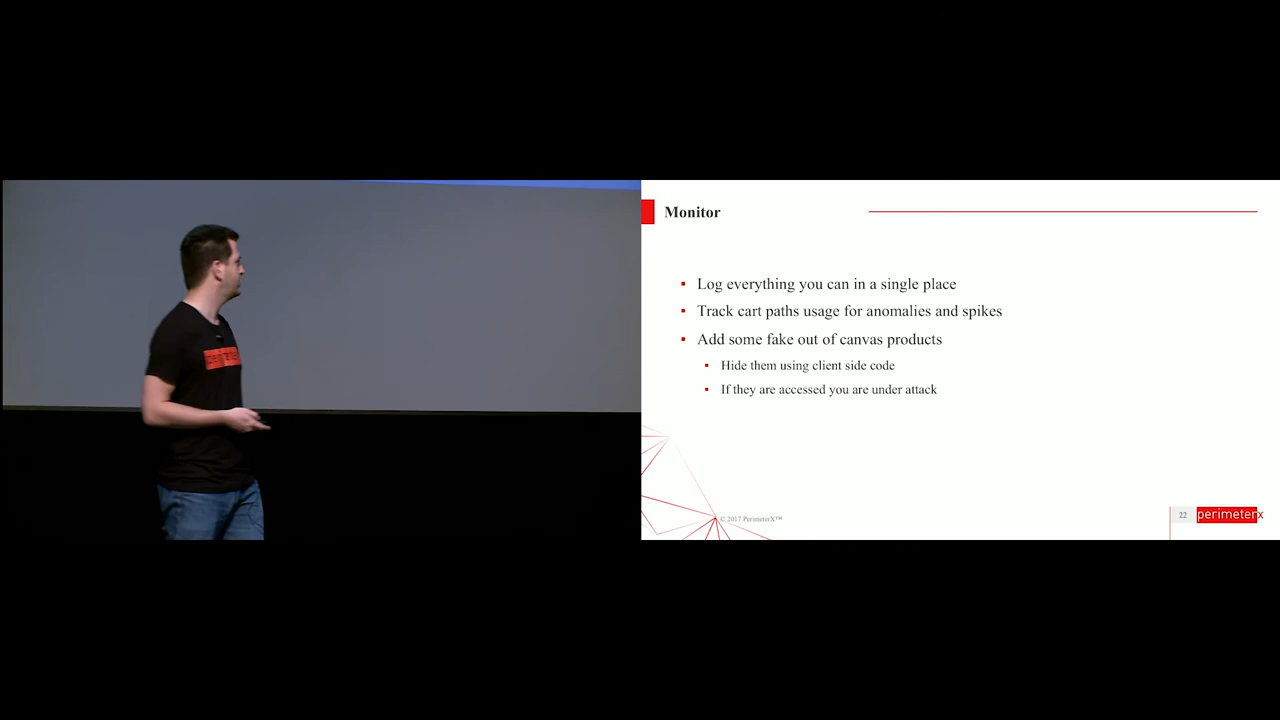 Monitor
Log everything you can in a single place
Track cart paths usage for anomalies and spikes
Add some fake out of canvas products
Hide them using client side code
If they are accessed you are under attack
© 2017 PerimeterX™
22
perimeterx